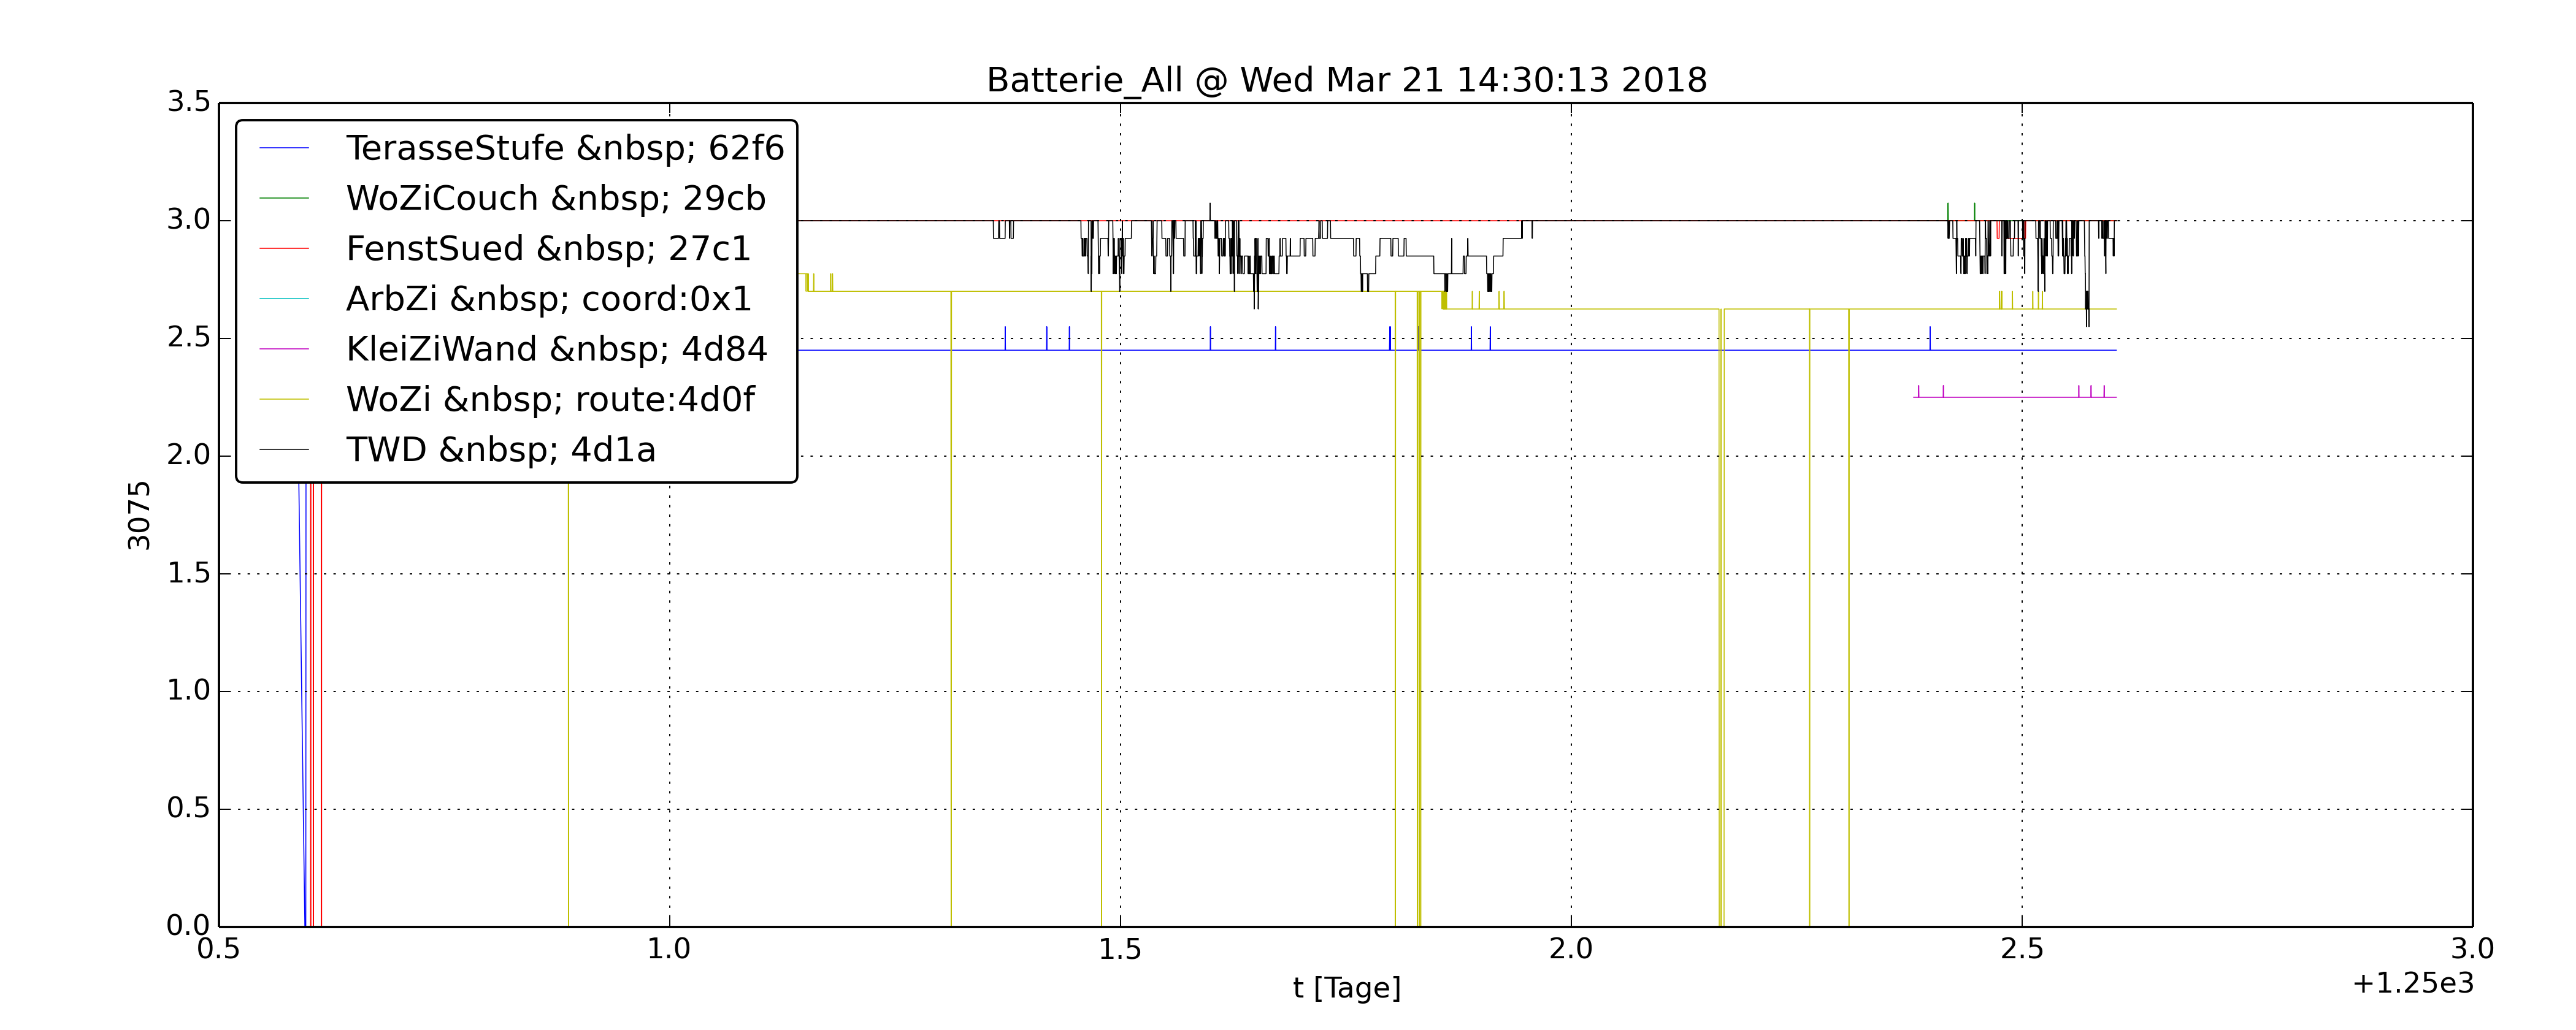 Batterie_All @ Wed Mar 21 14:30:13 2018
3.5
TerasseStufe &nbsp; 62f6
WoZiCouch &nbsp; 29cb
3.0
FenstSued &nbsp; 27c1
ArbZi &nbsp; coord:0x1
2.5
KleiZiWand &nbsp; 4d84
WoZi &nbsp; route:4d0f
2.0
TWD &nbsp; 4d1a
3075
1.5
1.0
0.5
0.0
0.5 1.0 1.5 2.0 2.5 3.0
t [Tage]
+1.25e3